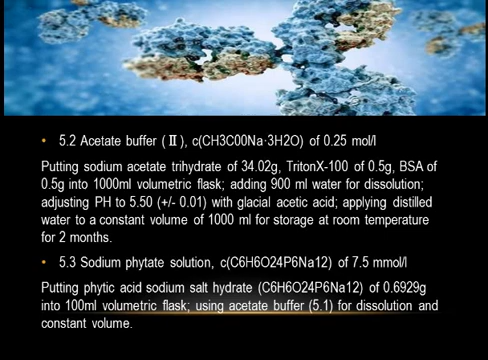 • 5.2 Acetate buffer (Ⅱ), c(CH3C00Na·3H2O) of 0.25 mol/l
Putting sodium acetate trihydrate of 34.02g, TritonX-100 of 0.5g, BSA of
0.5g into 1000ml volumetric flask; adding 900 ml water for dissolution;
adjusting PH to 5.50 (+/- 0.01) with glacial acetic acid; applying distilled
water to a constant volume of 1000 ml for storage at room temperature
for 2 months.
• 5.3 Sodium phytate solution, c(C6H6O24P6Na12) of 7.5 mmol/l
Putting phytic acid sodium salt hydrate (C6H6O24P6Na12) of 0.6929g
into 100ml volumetric flask; using acetate buffer (5.1) for dissolution and
constant volume.